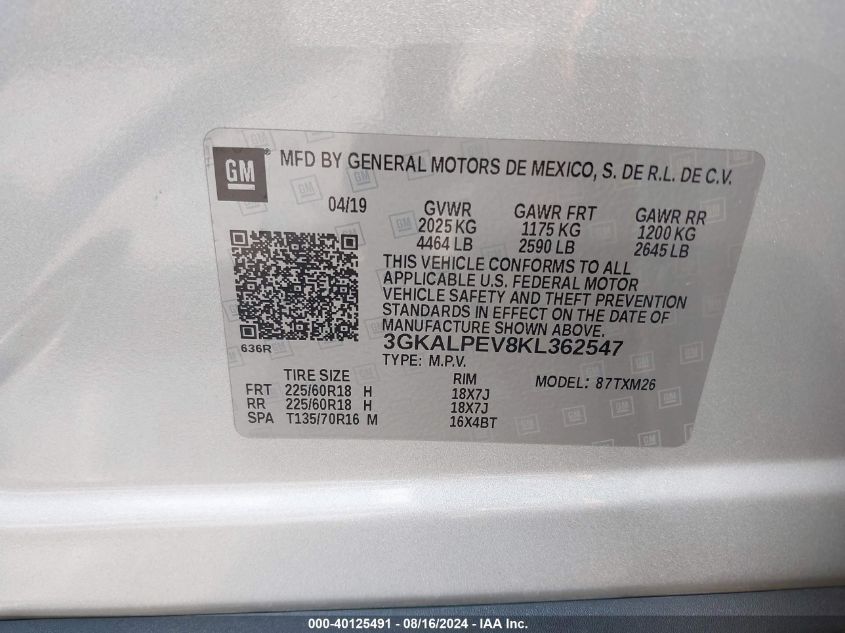 GM ® MFD BY GENERAL MOTORS DE MEXICO, S. DE R.L. DE C.V.
04/19 GVWR GAWR FRT GAWR RR
2025 KG 1175 KG 1200 KG
4464 LB 2590 LB 2645 LB
THIS VEHICLE CONFORMS TO ALL
APPLICABLE U.S. FEDERAL MOTOR
VEHICLE SAFETY AND THEFT PREVENTION
STANDARDS IN EFFECT ON THE DATE OF
MANUFACTURE SHOWN ABOVE.
636R
3GKALPEV8KL362547
TYPE: M.P.V.
TIRE SIZE RIM MODEL: 87TXM26
FRT 225/60R18 H 18X7J
RR 225/60R18 H 18X7J
SPA T135/70R16 M 16X4BT
000-40125491 - 08/16/2024 - IAA Inc.